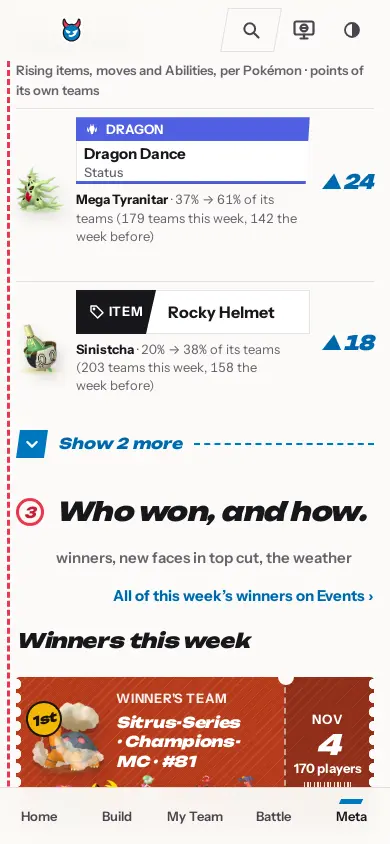 Rising items, moves and Abilities, per Pokémon · points of
its own teams
DRAGON
Dragon Dance
Status
Mega Tyranitar · 37% → 61% of its
teams (179 teams this week, 142 the
week before)
▲24
ITEM Rocky Helmet
Sinistcha · 20% → 38% of its teams
(203 teams this week, 158 the
week before)
▲18
Show 2 more
3 Who won, and how.
winners, new faces in top cut, the weather
All of this week’s winners on Events ›
Winners this week
1st
WINNER’S TEAM
Sitrus-Series
· Champions-
MC · #81
NOV
4
170 players
Home Build My Team Battle Meta